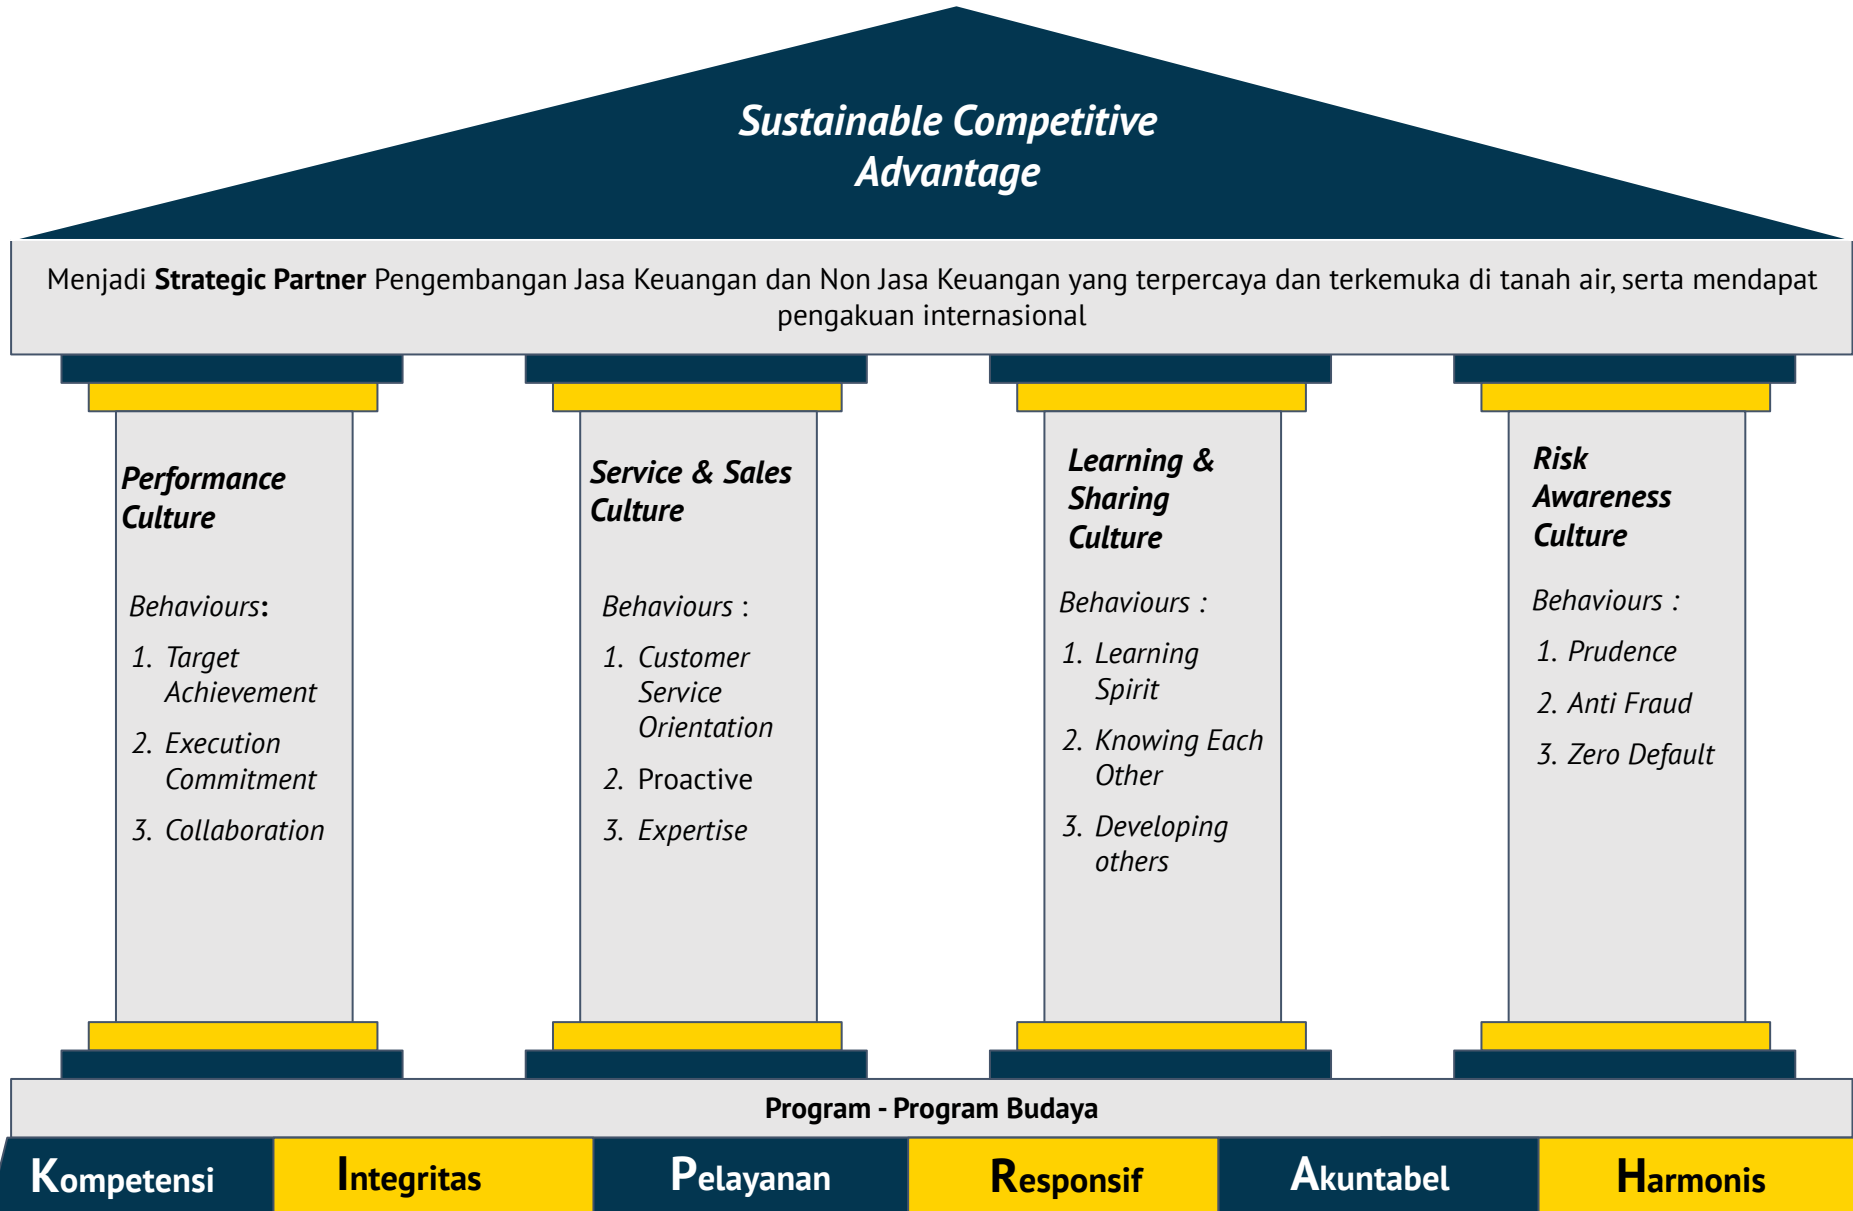 Sustainable Competitive
Advantage
Menjadi Strategic Partner Pengembangan Jasa Keuangan dan Non Jasa Keuangan yang terpercaya dan terkemuka di tanah air, serta mendapat
pengakuan internasional
Performance
Culture
Behaviours:
1. Target
Achievement
2. Execution
Commitment
3. Collaboration
Service & Sales
Culture
Behaviours :
1. Customer
Service
Orientation
2. Proactive
3. Expertise
Learning &
Sharing
Culture
Behaviours :
1. Learning
Spirit
2. Knowing Each
Other
3. Developing
others
Risk
Awareness
Culture
Behaviours :
1. Prudence
2. Anti Fraud
3. Zero Default
Program - Program Budaya
Kompetensi
Integritas
Pelayanan
Responsif
Akuntabel
Harmonis